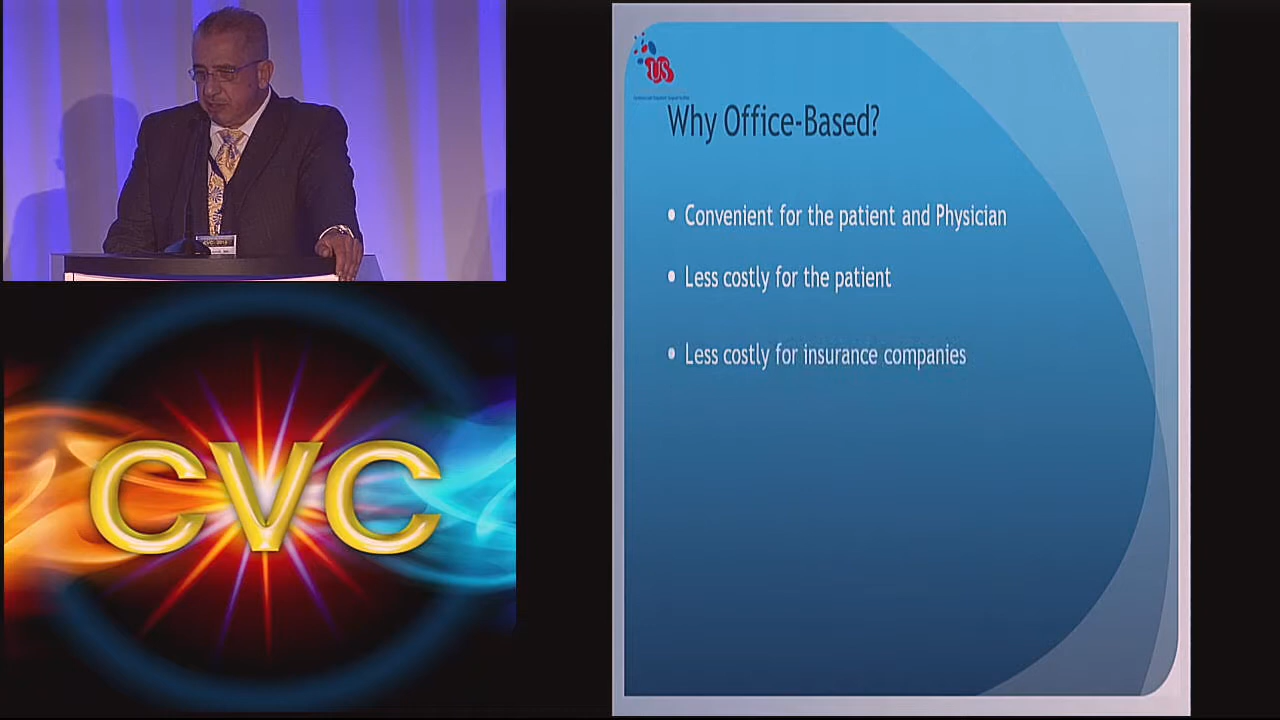 US
Why Office-Based?
• Convenient for the patient and Physician
• Less costly for the patient
• Less costly for insurance companies
CVC